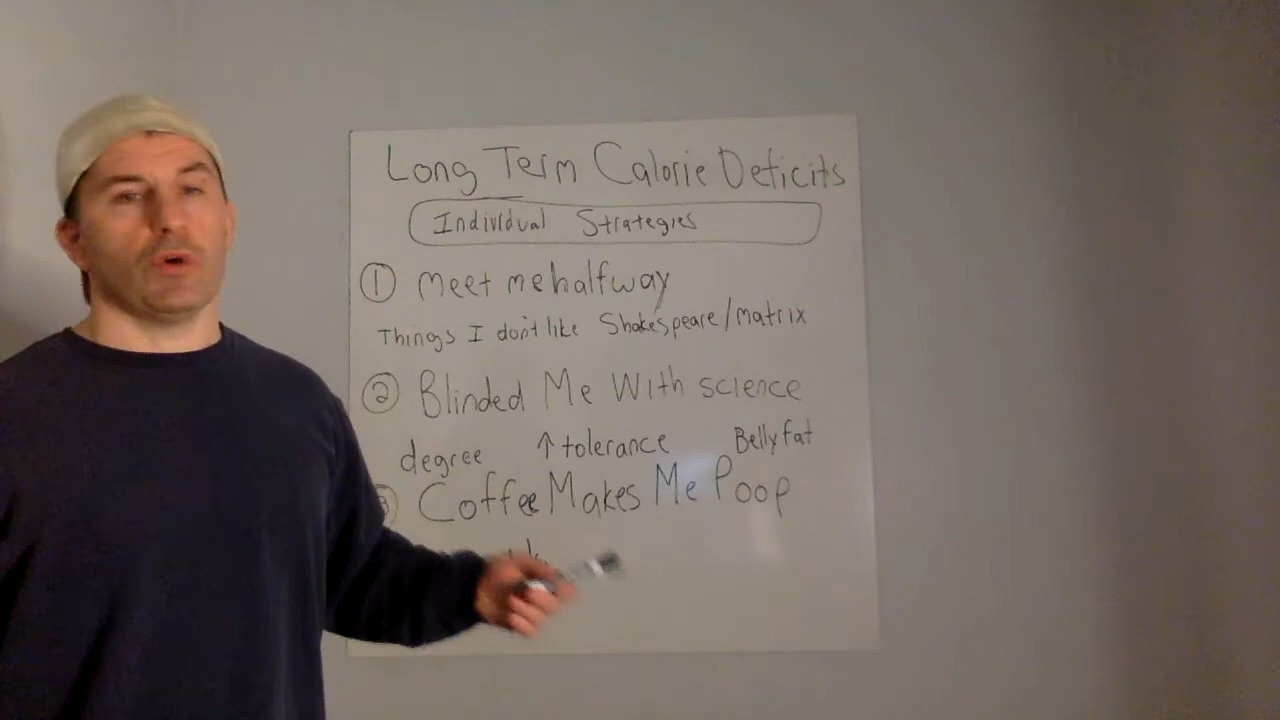 Long Term Calorie Deficits
Individual Strategies
① meet me halfway
Things I don't like Shakespeare/matrix
② Blinded Me With science
degree ↑ tolerance Belly fat
③ Coffee Makes Me Poop